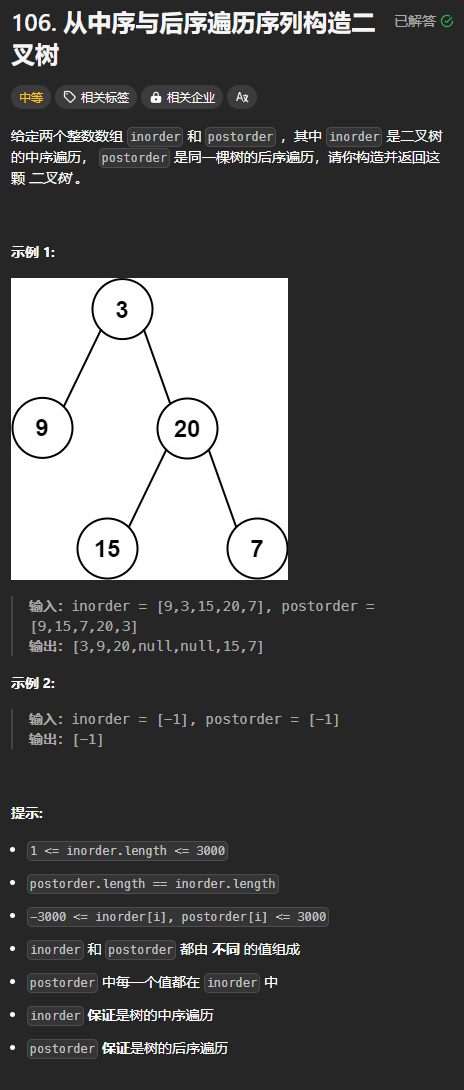 106. 从中序与后序遍历序列构造二 已解答
叉树
中等 相关标签 相关企业 Aあ
给定两个整数数组 inorder 和 postorder ，其中 inorder 是二叉树
的中序遍历， postorder 是同一棵树的后序遍历，请你构造并返回这
颗 二叉树 。
示例 1:
3
9 20
15 7
输入：inorder = [9,3,15,20,7], postorder =
[9,15,7,20,3]
输出：[3,9,20,null,null,15,7]
示例 2:
输入：inorder = [-1], postorder = [-1]
输出：[-1]
提示:
1 <= inorder.length <= 3000
postorder.length == inorder.length
-3000 <= inorder[i], postorder[i] <= 3000
inorder 和 postorder 都由 不同 的值组成
postorder 中每一个值都在 inorder 中
inorder 保证是树的中序遍历
postorder 保证是树的后序遍历